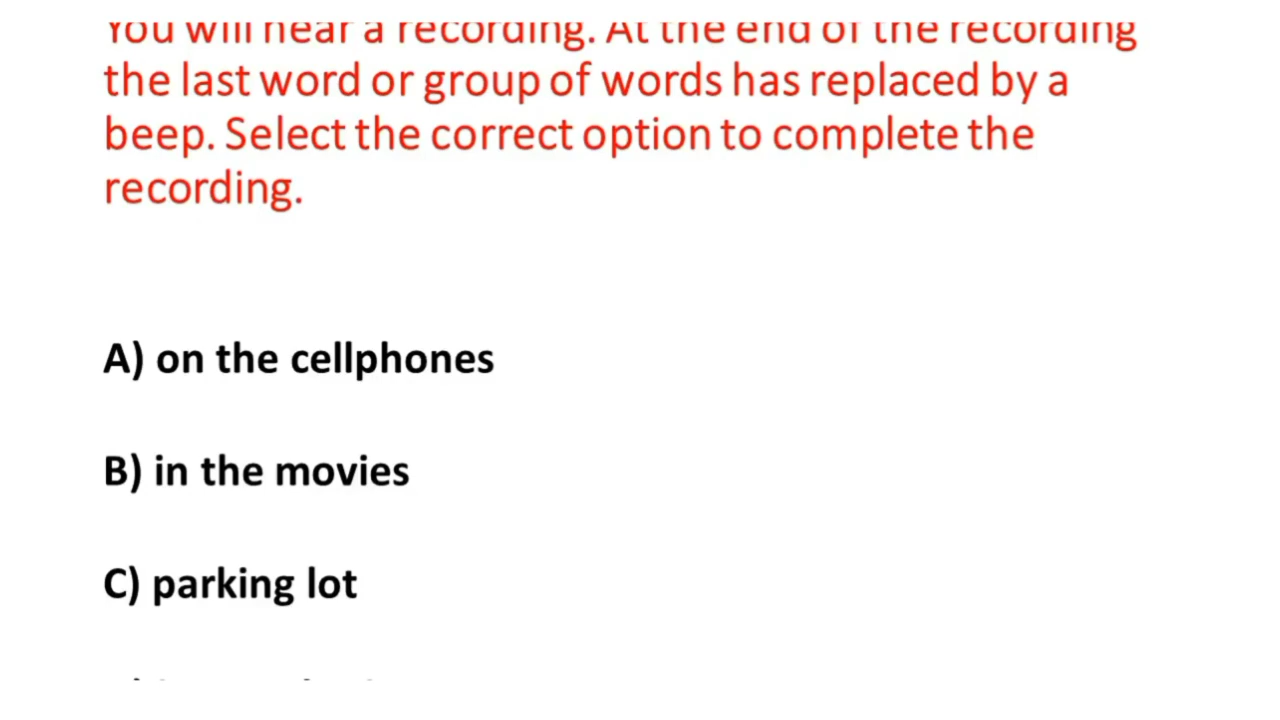 You will hear a recording. At the end of the recording
the last word or group of words has replaced by a
beep. Select the correct option to complete the
recording.
A) on the cellphones
B) in the movies
C) parking lot